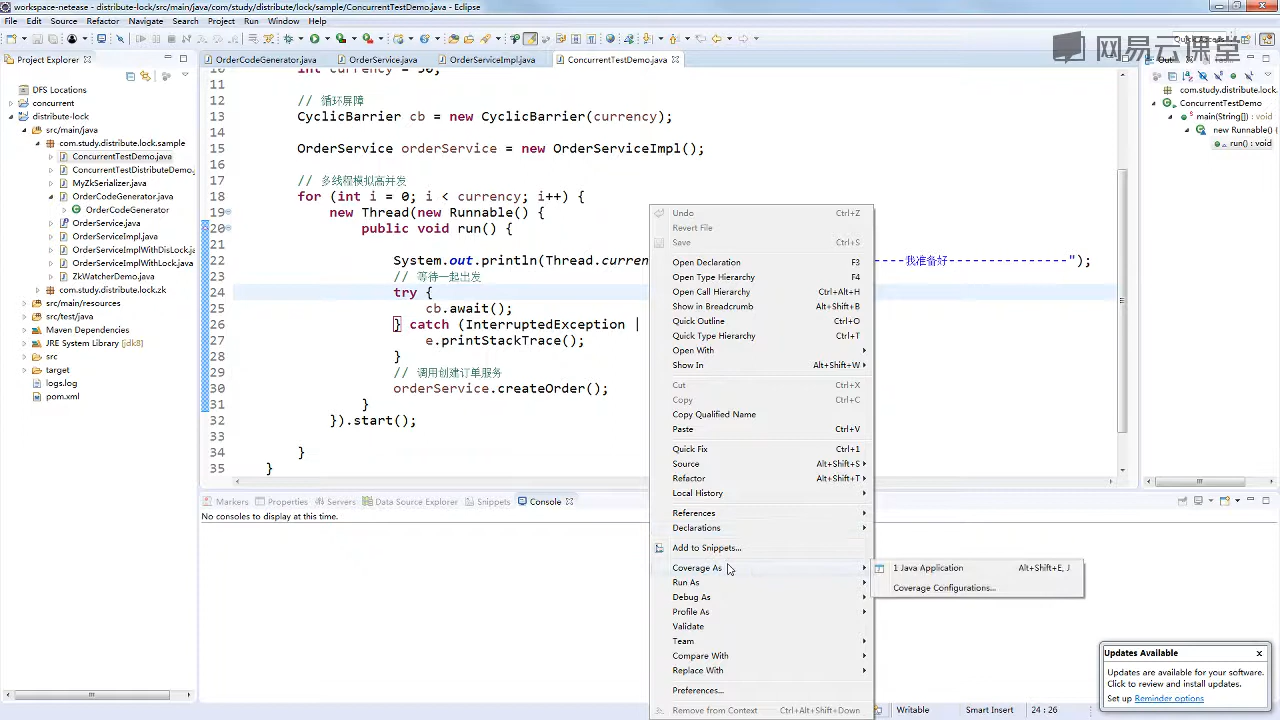 workspace-netease - distribute-lock/src/main/java/com/study/distribute/lock/sample/ConcurrentTestDemo.java - Eclipse
File Edit Source Refactor Navigate Search Project Run Window Help
网易云课堂
Project Explorer
OrderCodeGenerator.java
OrderService.java
OrderServiceImpl.java
ConcurrentTestDemo.java
DFS Locations
concurrent
distribute-lock
src/main/java
com.study.distribute.lock.sample
ConcurrentTestDemo.java
ConcurrentTestDistributeDemo.
MyZkSerializer.java
OrderCodeGenerator.java
OrderCodeGenerator
OrderService.java
OrderServiceImpl.java
OrderServiceImplWithDisLock.ja
OrderServiceImplWithLock.java
ZkWatcherDemo.java
com.study.distribute.lock.zk
src/main/resources
src/test/java
Maven Dependencies
JRE System Library [jdk8]
src
target
logs.log
pom.xml
10 int currency = 50;
11
12 // 循环屏障
13 CyclicBarrier cb = new CyclicBarrier(currency);
14
15 OrderService orderService = new OrderServiceImpl();
16
17 // 多线程模拟高并发
18 for (int i = 0; i < currency; i++) {
19 new Thread(new Runnable() {
20 public void run() {
21
22 System.out.println(Thread.curren
-----我准备好---------------");
23 // 等待一起出发
24 try {
25 cb.await();
26 } catch (InterruptedException |
27 e.printStackTrace();
28 }
29 // 调用创建订单服务
30 orderService.createOrder();
31 }
32 }).start();
33
34 }
35 }
Undo Ctrl+Z
Revert File
Save Ctrl+S
Open Declaration F3
Open Type Hierarchy F4
Open Call Hierarchy Ctrl+Alt+H
Show in Breadcrumb Alt+Shift+B
Quick Outline Ctrl+O
Quick Type Hierarchy Ctrl+T
Open With
Show In Alt+Shift+W
Cut Ctrl+X
Copy Ctrl+C
Copy Qualified Name
Paste Ctrl+V
Quick Fix Ctrl+1
Source Alt+Shift+S
Refactor Alt+Shift+T
Local History
References
Declarations
Add to Snippets...
Coverage As
Run As
Debug As
Profile As
Validate
Team
Compare With
Replace With
Preferences...
Remove from Context Ctrl+Alt+Shift+Down
1 Java Application Alt+Shift+E, J
Coverage Configurations...
com.study.distribute.lock.
ConcurrentTestDemo
main(String[]) : void
new Runnable() {
run() : void
Markers Properties Servers Data Source Explorer Snippets Console
No consoles to display at this time.
Updates Available
Updates are available for your software.
Click to review and install updates.
Set up Reminder options
Writable Smart Insert 24 : 26